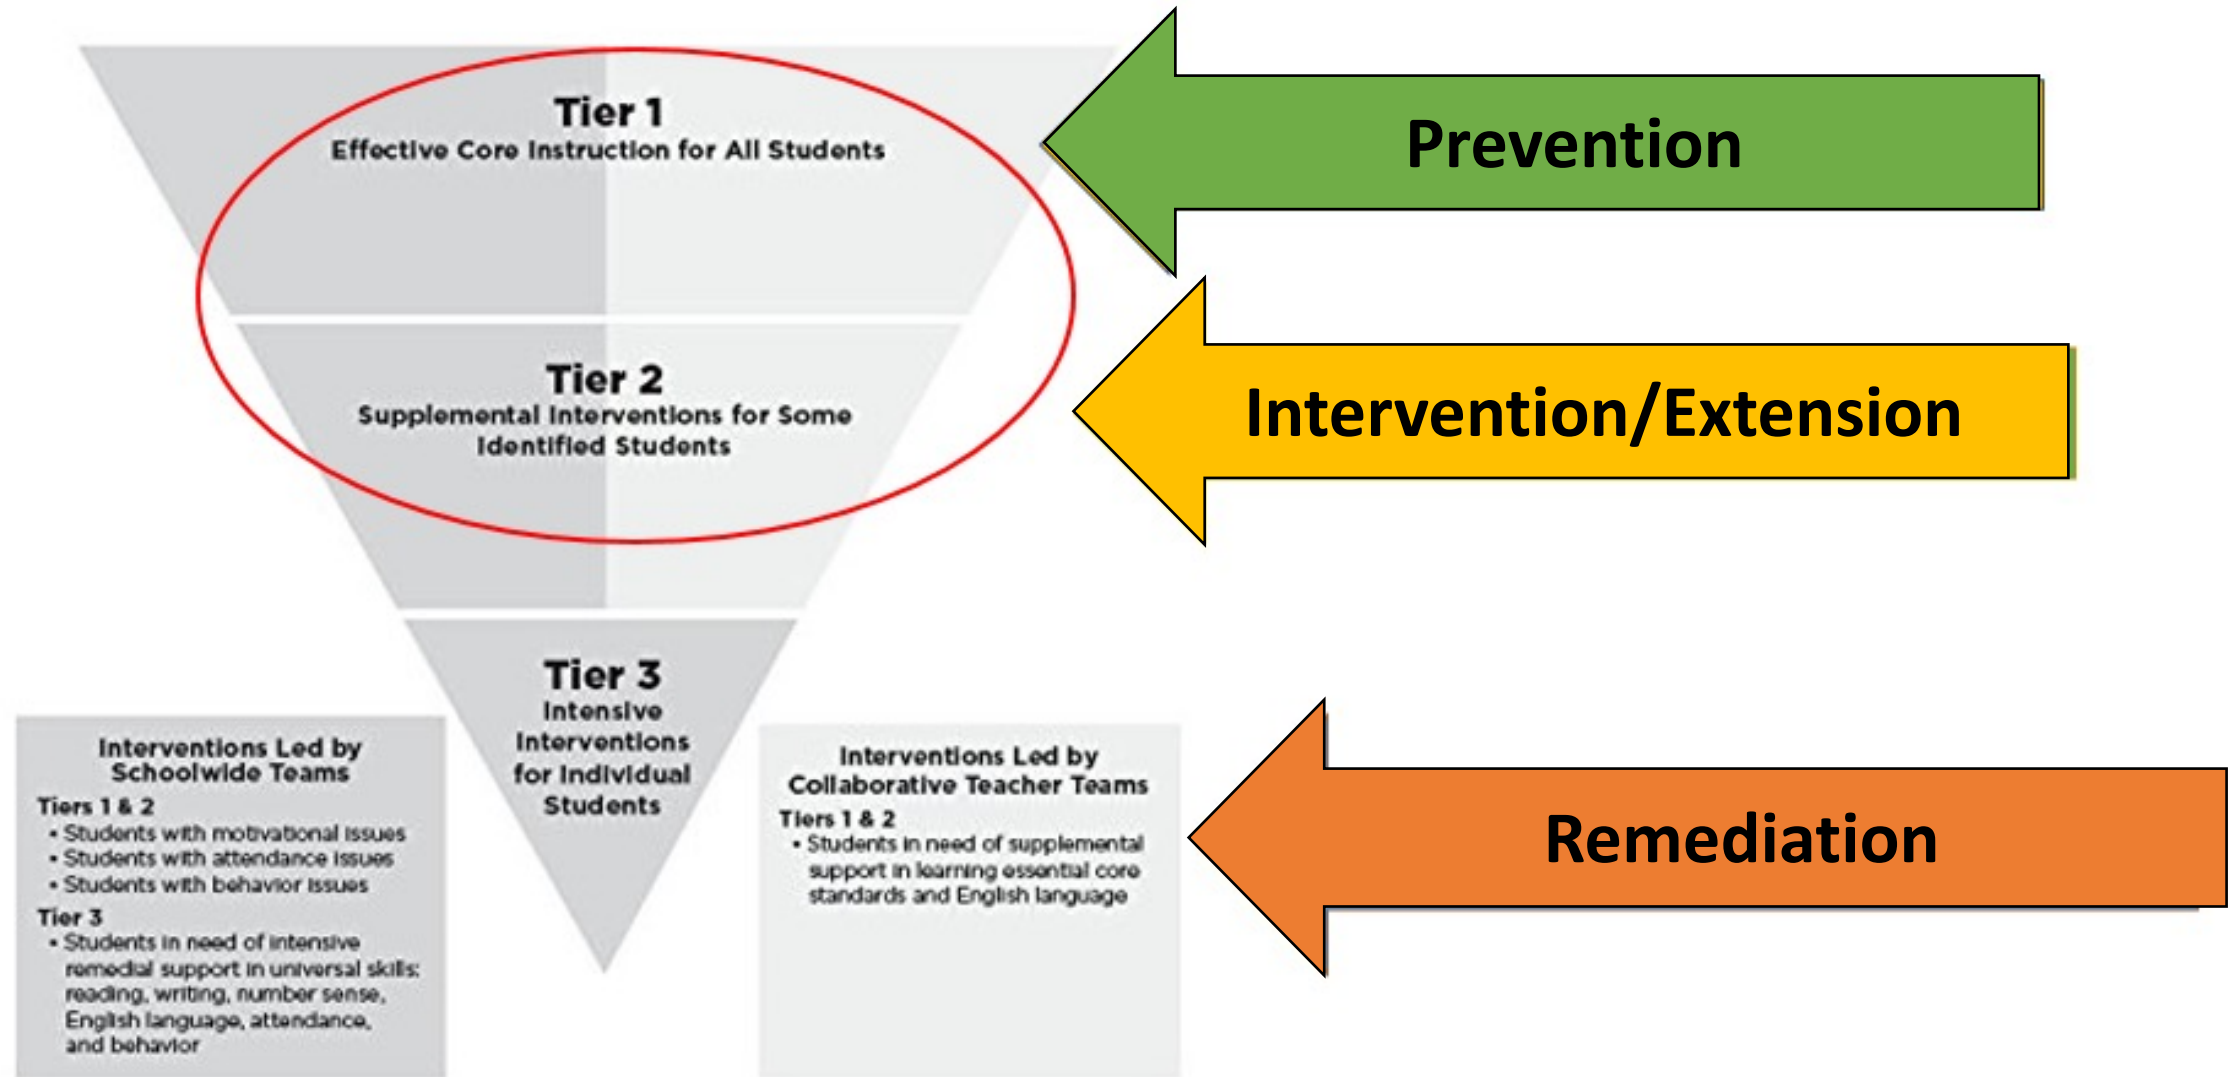 Tier 1
Effective Core Instruction for All Students
Prevention
Tier 2
Supplemental Interventions for Some
Identified Students
Intervention/Extension
Tier 3
Intensive
Interventions
for Individual
Students
Interventions Led by
Schoolwide Teams
Tiers 1 & 2
• Students with motivational issues
• Students with attendance issues
• Students with behavior issues
Tier 3
• Students in need of intensive
remedial support in universal skills:
reading, writing, number sense,
English language, attendance,
and behavior
Interventions Led by
Collaborative Teacher Teams
Tiers 1 & 2
• Students in need of supplemental
support in learning essential core
standards and English language
Remediation